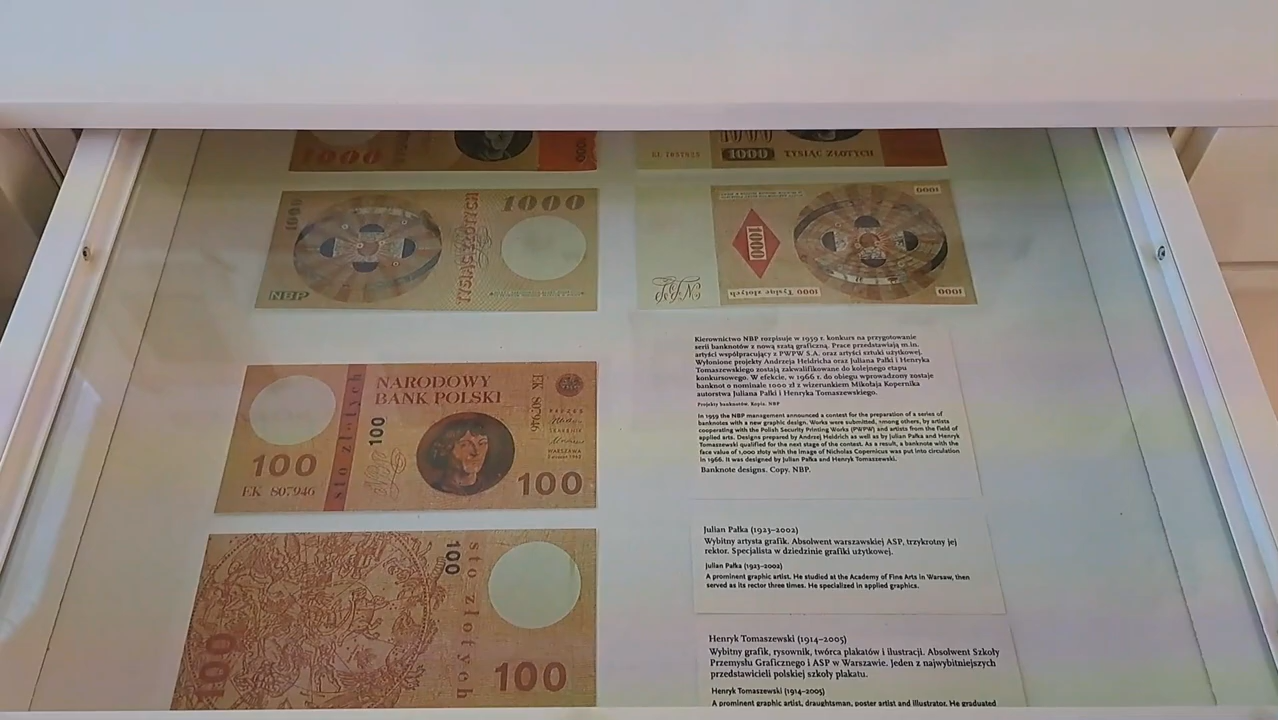 1000
000
GL 7857925
1000
1000
TYSIĄC ZŁOTYCH
1000
TYSIĄC ZŁOTYCH
1000
NBP
1000
1000
1000 Tysiąc złotych
1000
NARODOWY
BANK POLSKI
sto złotych
100
EK 807946
WARSZAWA
100
EK 807946
100
100
100
sto złotych
100
Kierownictwo NBP rozpisuje w 1959 r. konkurs na przygotowanie
serii banknotów z nową szatą graficzną. Prace przedstawiają m.in.
artyści współpracujący z PWPW S.A. oraz artyści sztuki użytkowej.
Wyłonione projekty Andrzeja Heidricha oraz Juliana Pałki i Henryka
Tomaszewskiego zostają zakwalifikowane do kolejnego etapu
konkursowego. W efekcie, w 1966 r. do obiegu wprowadzony zostaje
banknot o nominale 1000 zł z wizerunkiem Mikołaja Kopernika
autorstwa Juliana Pałki i Henryka Tomaszewskiego.
Projekty banknotów. Kopia. NBP
In 1959 the NBP management announced a contest for the preparation of a series of
banknotes with a new graphic design. Works were submitted, among others, by artists
cooperating with the Polish Security Printing Works (PWPW) and artists from the field of
applied arts. Designs prepared by Andrzej Heidrich as well as by Julian Pałka and Henryk
Tomaszewski qualified for the next stage of the contest. As a result, a banknote with the
face value of 1,000 złoty with the image of Nicholas Copernicus was put into circulation
in 1966. It was designed by Julian Pałka and Henryk Tomaszewski.
Banknote designs. Copy. NBP.
Julian Pałka (1923–2002)
Wybitny artysta grafik. Absolwent warszawskiej ASP, trzykrotny jej
rektor. Specjalista w dziedzinie grafiki użytkowej.
Julian Pałka (1923–2002)
A prominent graphic artist. He studied at the Academy of Fine Arts in Warsaw, then
served as its rector three times. He specialised in applied graphics.
Henryk Tomaszewski (1914–2005)
Wybitny grafik, rysownik, twórca plakatów i ilustracji. Absolwent Szkoły
Przemysłu Graficznego i ASP w Warszawie. Jeden z najwybitniejszych
przedstawicieli polskiej szkoły plakatu.
Henryk Tomaszewski (1914–2005)
A prominent graphic artist, draughtsman, poster artist and illustrator. He graduated